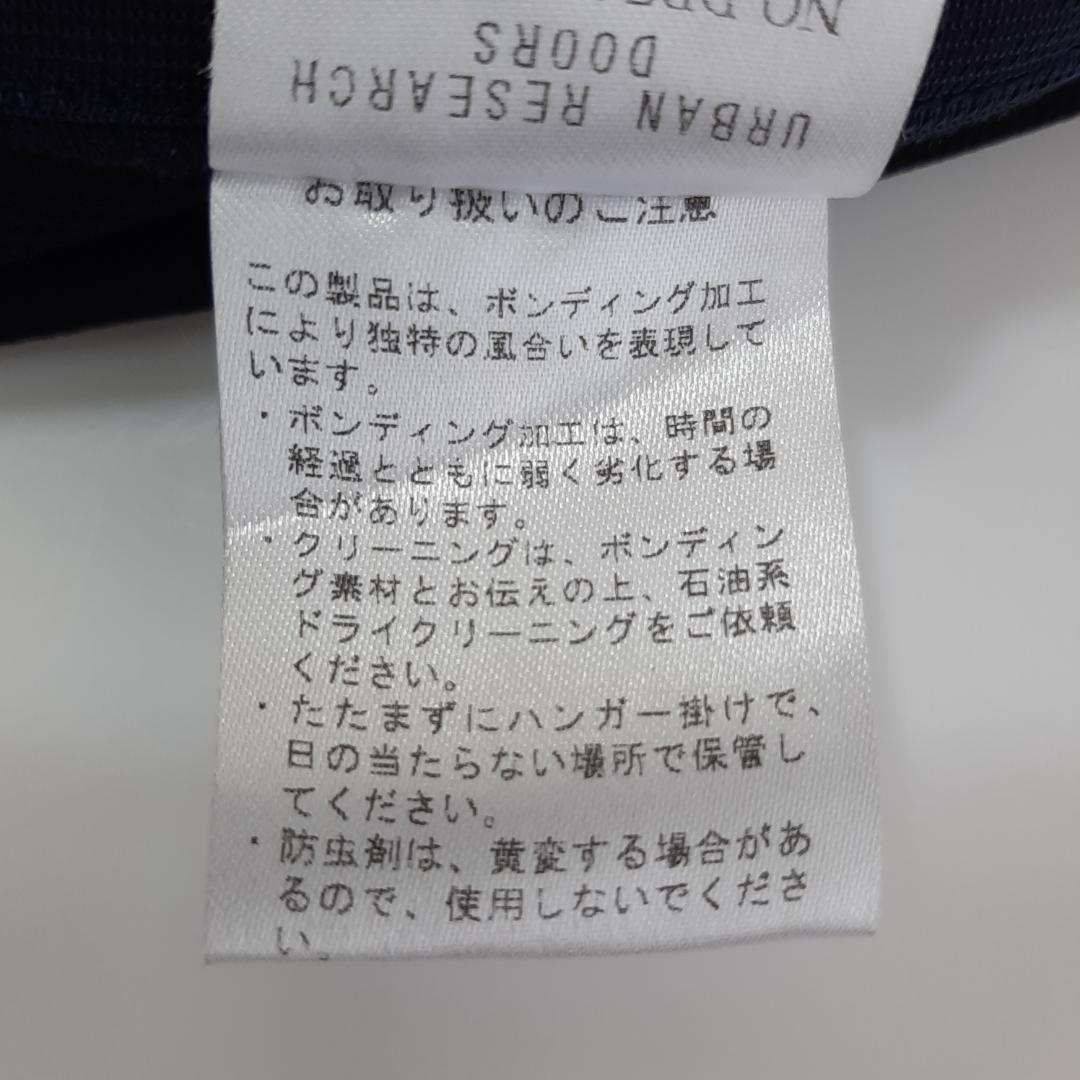 URBAN RESEARCH
DOORS
お取り扱いのご注意
この製品は、ボンディング加工
により独特の風合いを表現して
います。
・ボンディング加工は、時間の
経過とともに弱く劣化する場
合があります。
・クリーニングは、ボンディン
グ素材とお伝えの上、石油系
ドライクリーニングをご依頼
ください。
・たたまずにハンガー掛けで、
日の当たらない場所で保管し
てください。
・防虫剤は、黄変する場合があ
るので、使用しないでくださ
い。